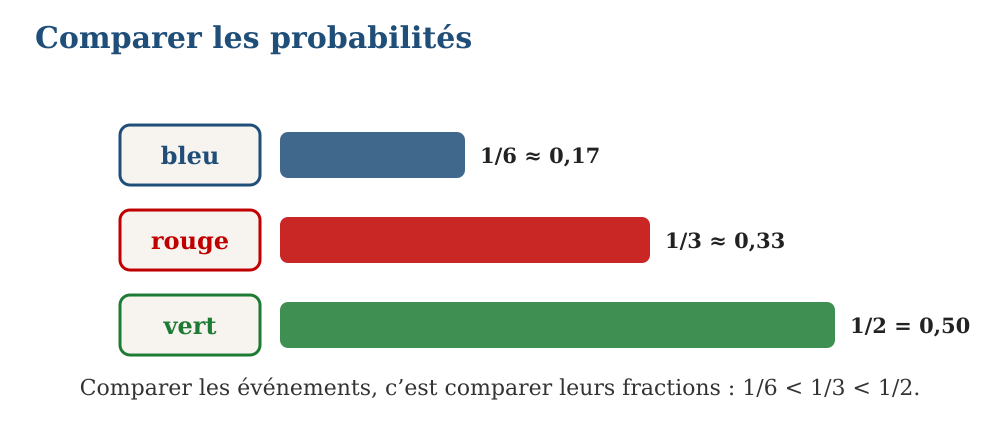 Comparer les probabilités
bleu
1/6 ≈ 0,17
rouge
1/3 ≈ 0,33
vert
1/2 = 0,50
Comparer les événements, c’est comparer leurs fractions : 1/6 < 1/3 < 1/2.